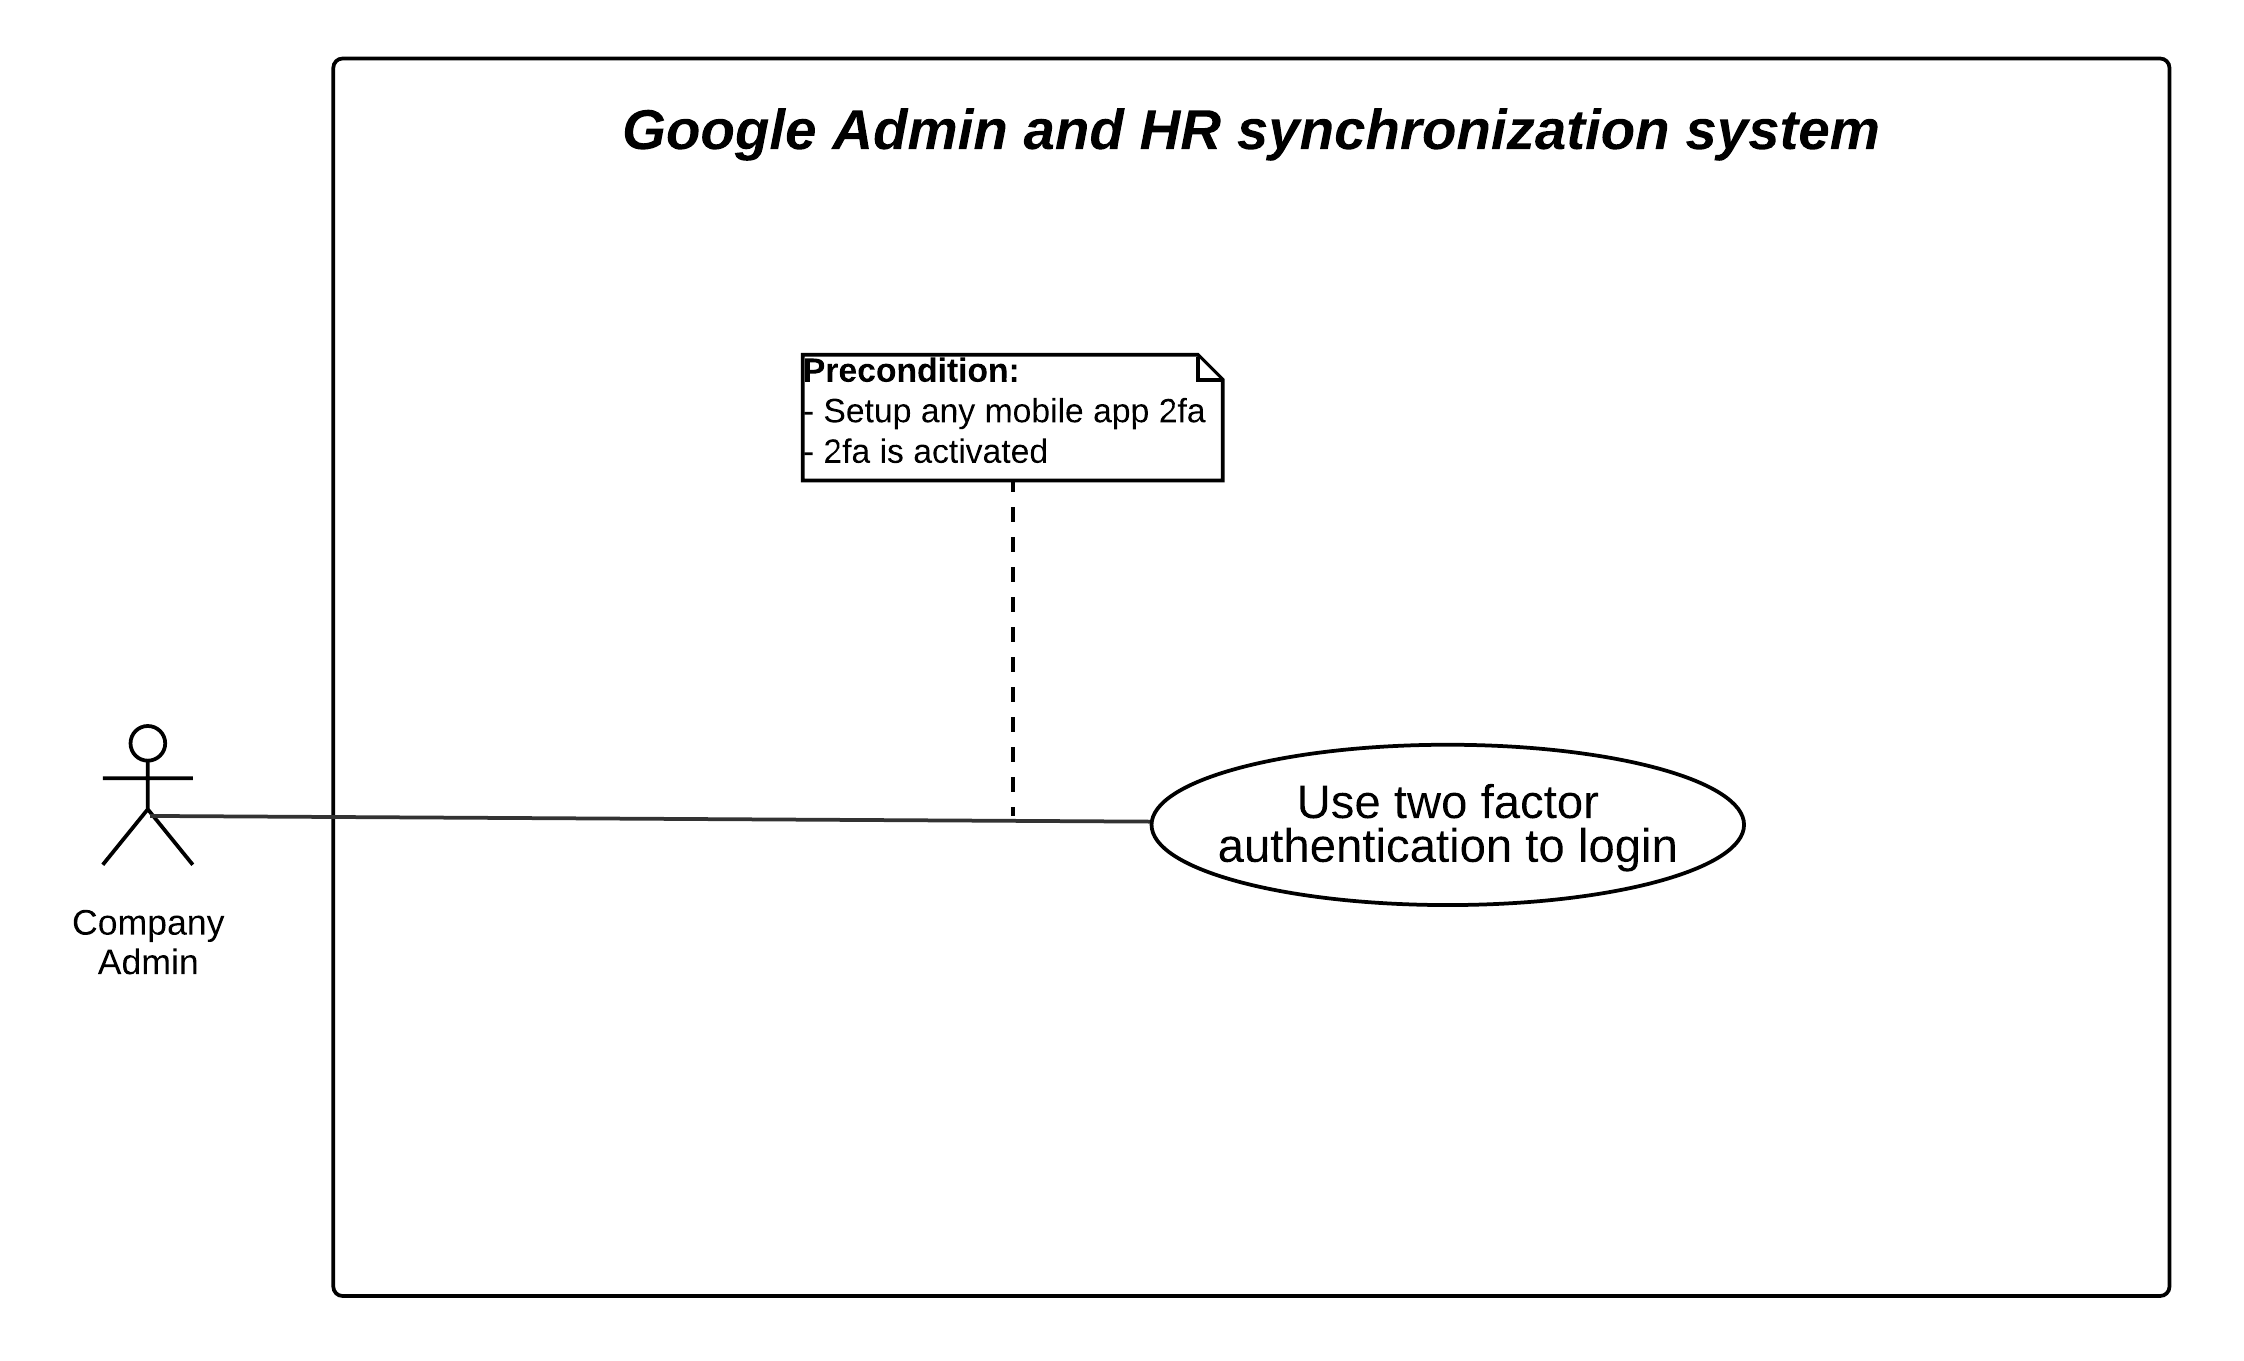 Google Admin and HR synchronization system
Precondition:
- Setup any mobile app 2fa
- 2fa is activated
Use two factor
authentication to login
Company
Admin